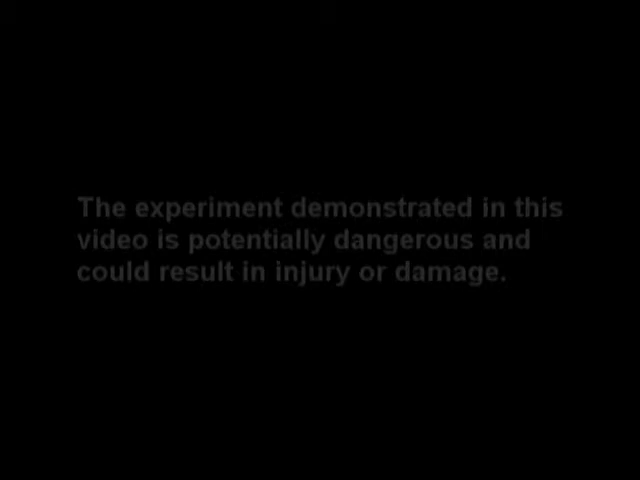 The experiment demonstrated in this
video is potentially dangerous and
could result in injury or damage.